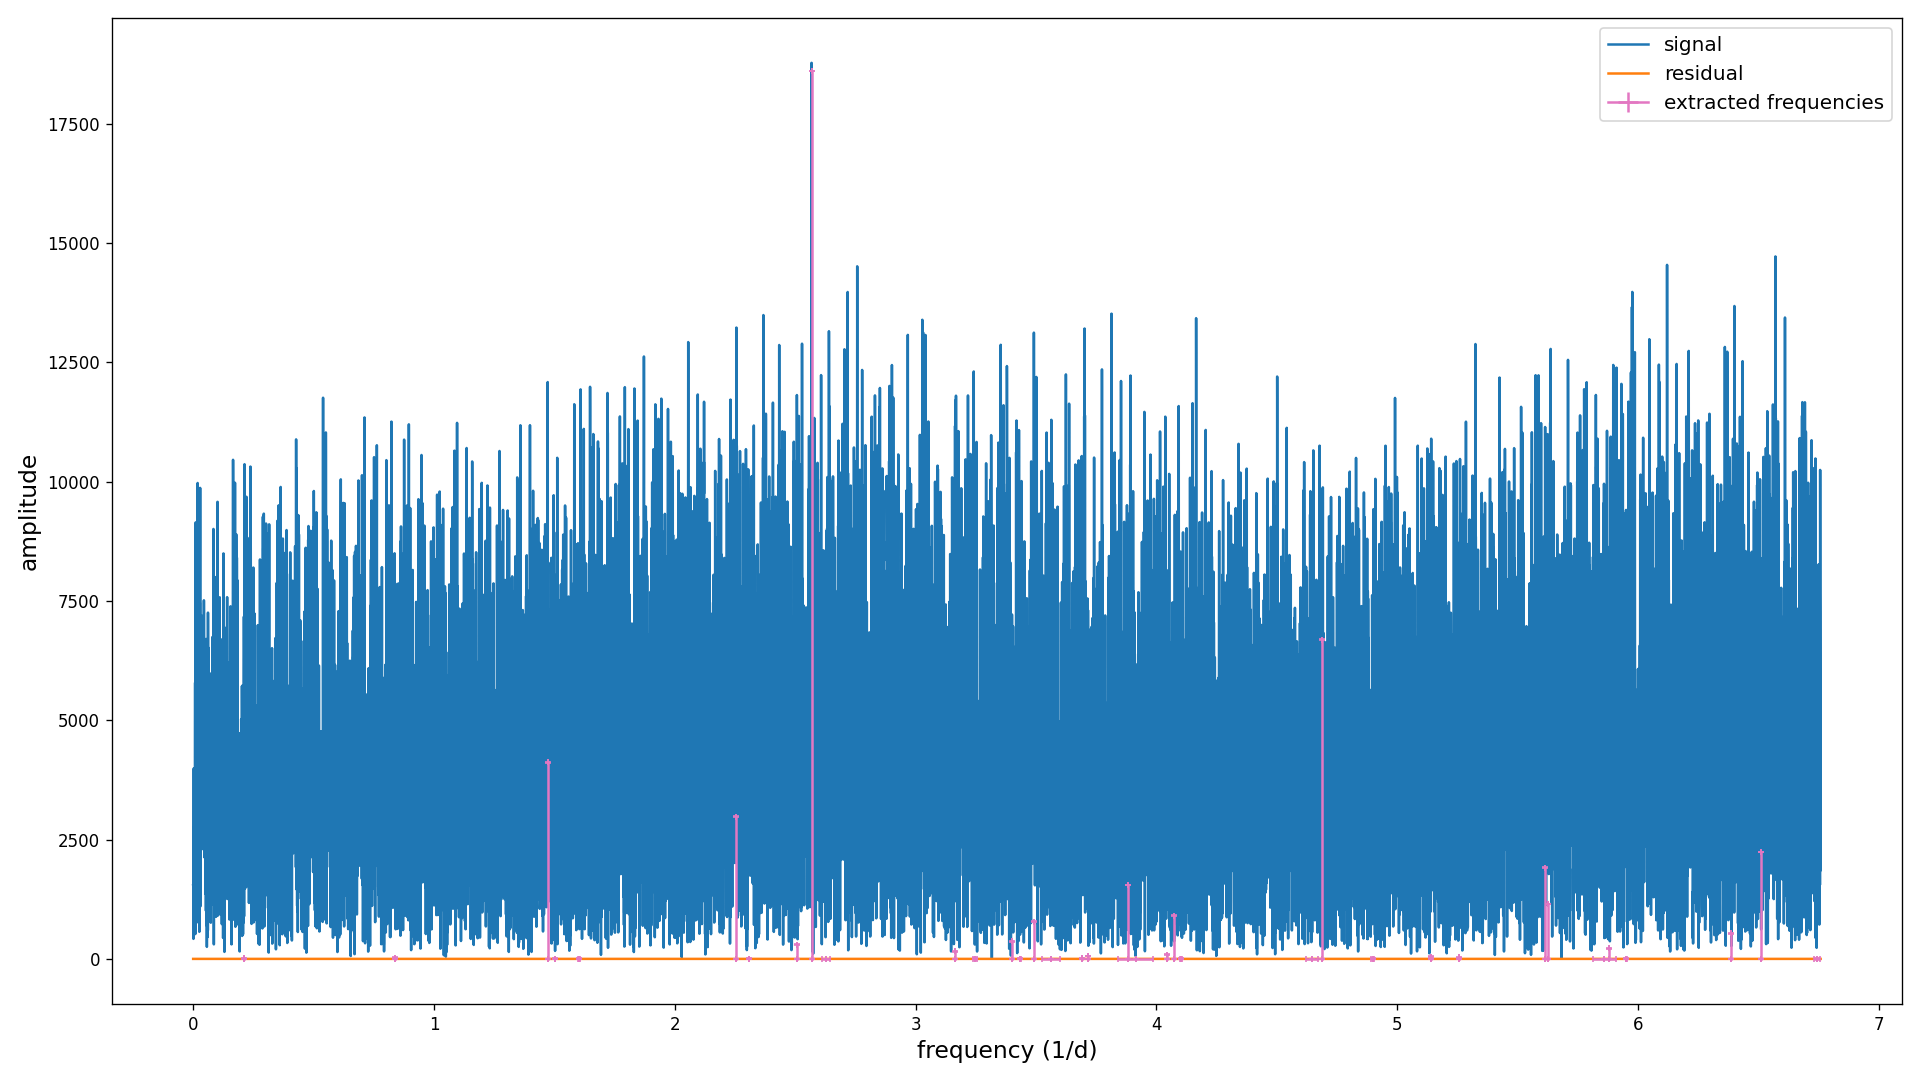 signal
residual
extracted frequencies
17500
15000
12500
10000
7500
5000
2500
0
amplitude
0 1 2 3 4 5 6 7
frequency (1/d)